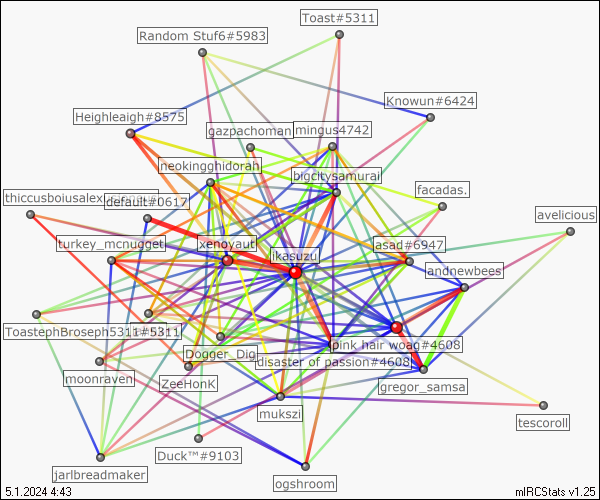 Toast#5311
Random Stuf6#5983
Knowun#6424
Heighleaigh#8575
gazpachoman
mingus4742
neokingghidorah
bigcitysamurai
facadas.
thiccusboiusalex
default#0617
avelicious
turkey_mcnugget
xenoyaut
ikasuzu
asad#6947
andnewbees
ToastephBroseph5311
#5311
Dogger_Dig
pink hair woag#4608
disaster of passion#4608
moonraven
ZeeHonk
gregor_samsa
mukszi
tescoroll
Duck™#9103
jarlbreadmaker
ogshroom
5.1.2024 4:43
mIRCStats v1.25